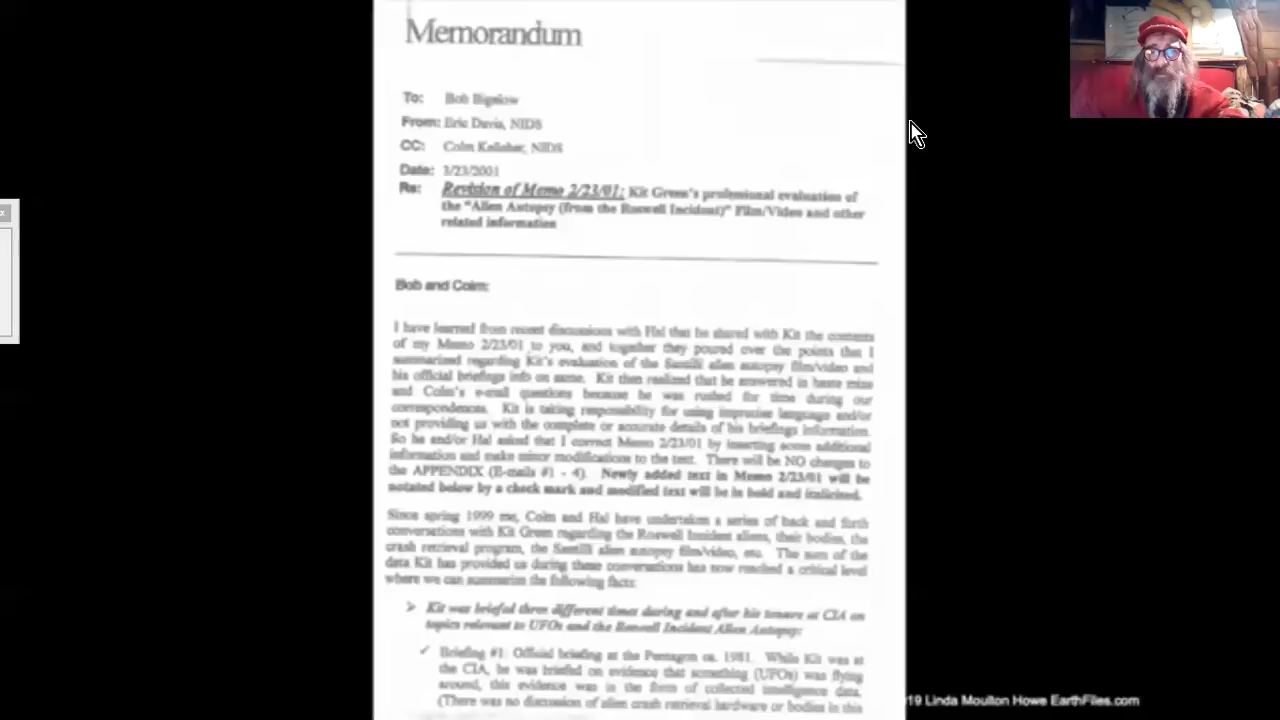 Memorandum
To: Bob Bigelow
From: Eric Davis, NIDS
CC: Colm Kelleher, NIDS
Date: 3/23/2001
Re: Revision of Memo 2/23/01: Kit Green's professional evaluation of
the "Alien Autopsy (from the Roswell Incident)" Film/Video and other
related information
Bob and Colm:
I have learned from recent discussions with Hal that he shared with Kit the contents
of my Memo 2/23/01 to you, and together they poured over the points that I
summarized regarding Kit's evaluation of the Santilli alien autopsy film/video and
his official briefings info on same. Kit then realized that he answered in haste mine
and Colm's e-mail questions because he was rushed for time during our
correspondences. Kit is taking responsibility for using imprecise language and/or
not providing us with the complete or accurate details of his briefings information.
So he and/or Hal asked that I correct Memo 2/23/01 by inserting some additional
information and make minor modifications to the text. There will be NO changes to
the APPENDIX (E-mails #1 - 4). Newly added text in Memo 2/23/01 will be
notated below by a check mark and modified text will be in bold and italicized.
Since spring 1999 me, Colm and Hal have undertaken a series of back and forth
conversations with Kit Green regarding the Roswell Incident aliens, their bodies, the
crash retrieval program, the Santilli alien autopsy film/video, etc. The sum of the
data Kit has provided us during these conversations has now reached a critical level
where we can summarize the following facts:
➢ Kit was briefed three different times during and after his tenure at CIA on
topics relevant to UFOs and the Roswell Incident Alien Autopsy:
✓ Briefing #1: Official briefing at the Pentagon ca. 1981. While Kit was at
the CIA, he was briefed on evidence that something (UFOs) was flying
around, this evidence was in the form of collected intelligence data.
(There was no discussion of alien crash retrieval hardware or bodies in this
19 Linda Moulton Howe EarthFiles.com
x